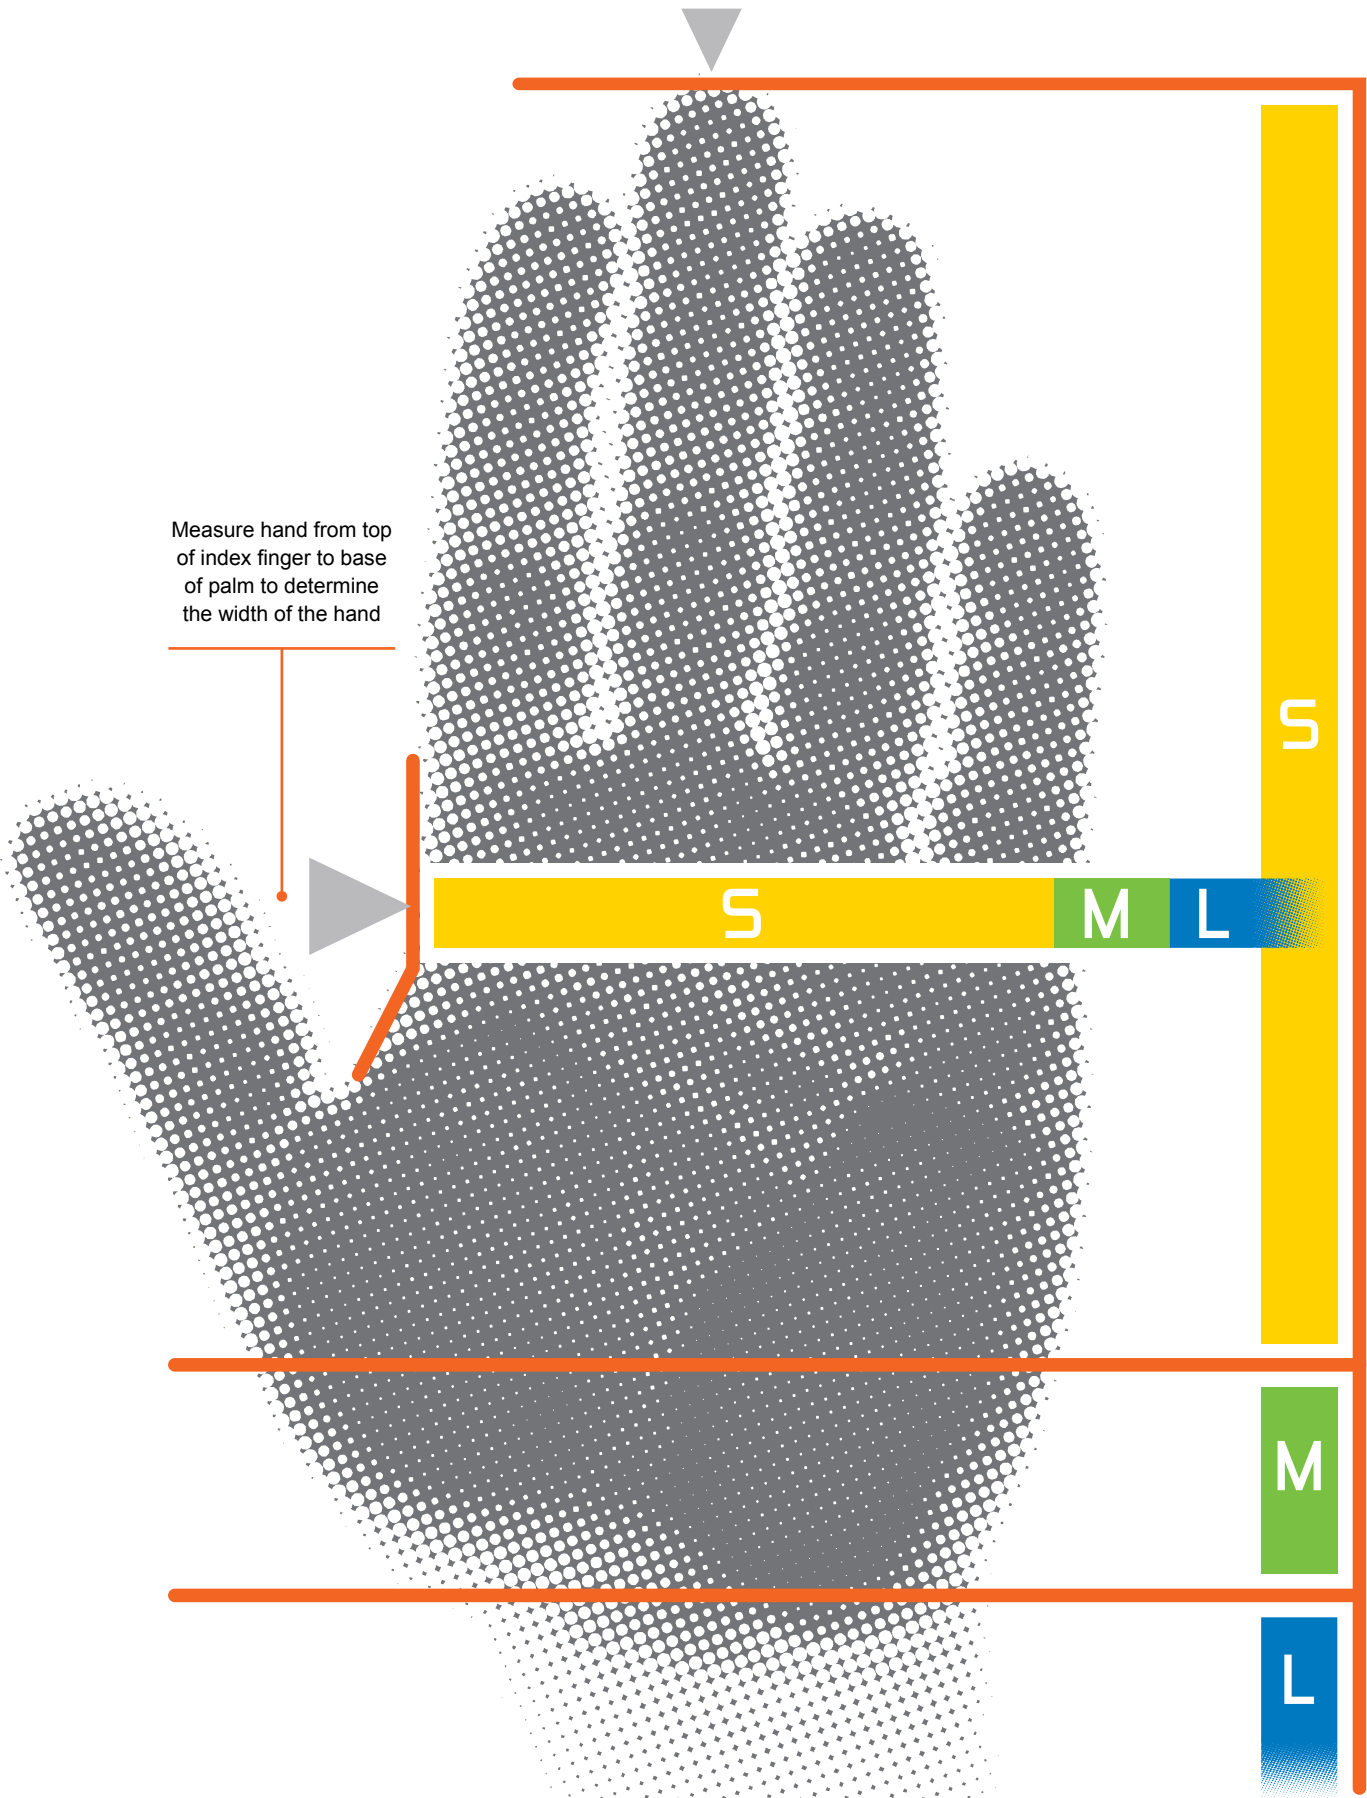 Measure hand from top
of index finger to base
of palm to determine
the width of the hand
S
S M L
M
L